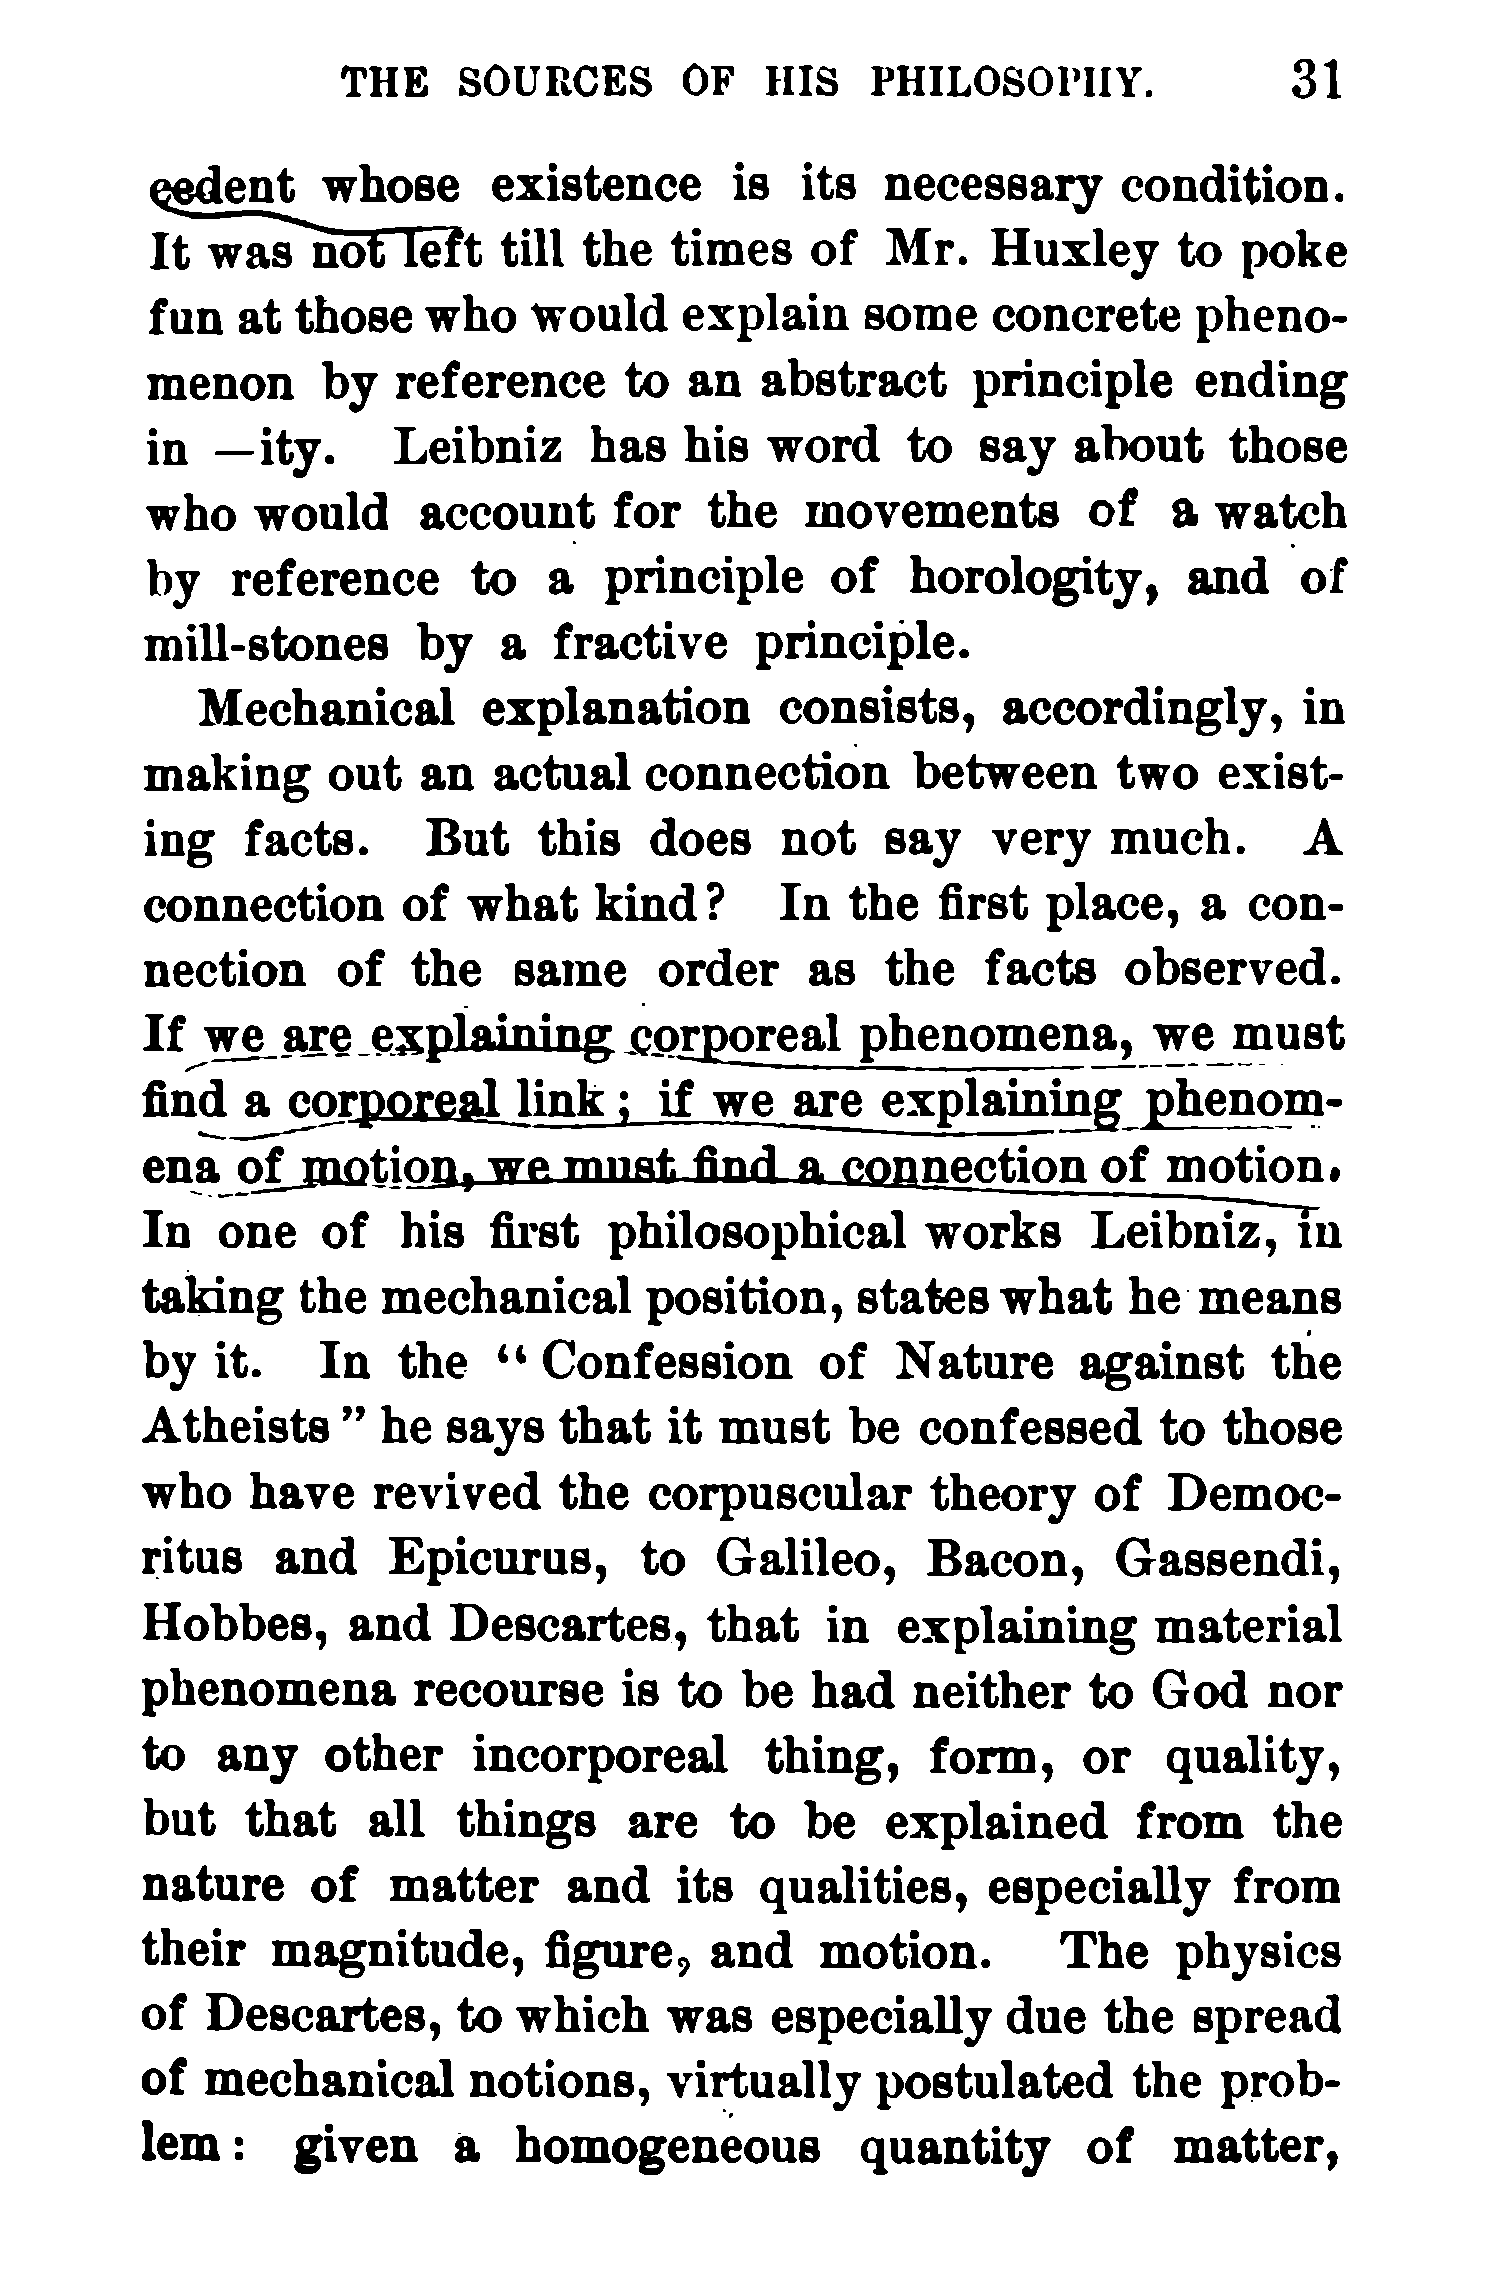 THE SOURCES OF HIS PHILOSOPHY. 31
cedent whose existence is its necessary condition.
It was not left till the times of Mr. Huxley to poke
fun at those who would explain some concrete pheno-
menon by reference to an abstract principle ending
in —ity. Leibniz has his word to say about those
who would account for the movements of a watch
by reference to a principle of horologity, and of
mill-stones by a fractive principle.
Mechanical explanation consists, accordingly, in
making out an actual connection between two exist-
ing facts. But this does not say very much. A
connection of what kind? In the first place, a con-
nection of the same order as the facts observed.
If we are explaining corporeal phenomena, we must
find a corporeal link; if we are explaining phenom-
ena of motion, we must find a connection of motion.
In one of his first philosophical works Leibniz, in
taking the mechanical position, states what he means
by it. In the “Confession of Nature against the
Atheists” he says that it must be confessed to those
who have revived the corpuscular theory of Democ-
ritus and Epicurus, to Galileo, Bacon, Gassendi,
Hobbes, and Descartes, that in explaining material
phenomena recourse is to be had neither to God nor
to any other incorporeal thing, form, or quality,
but that all things are to be explained from the
nature of matter and its qualities, especially from
their magnitude, figure, and motion. The physics
of Descartes, to which was especially due the spread
of mechanical notions, virtually postulated the prob-
lem: given a homogeneous quantity of matter,